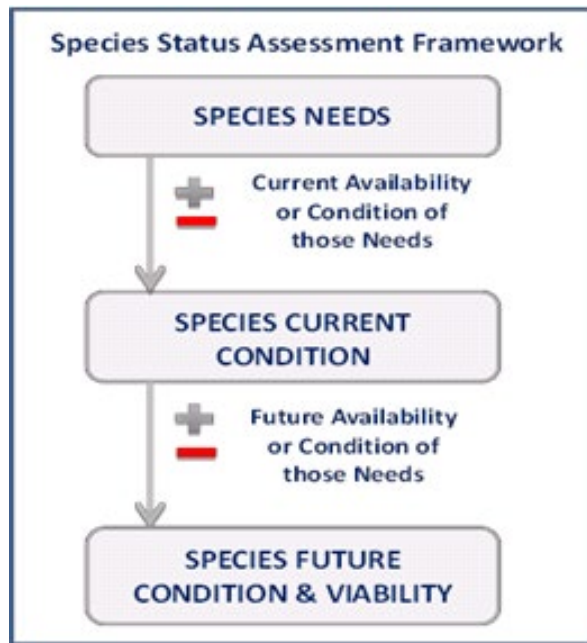 Species Status Assessment Framework
SPECIES NEEDS
Current Availability
or Condition of
those Needs
SPECIES CURRENT
CONDITION
Future Availability
or Condition of
those Needs
SPECIES FUTURE
CONDITION & VIABILITY